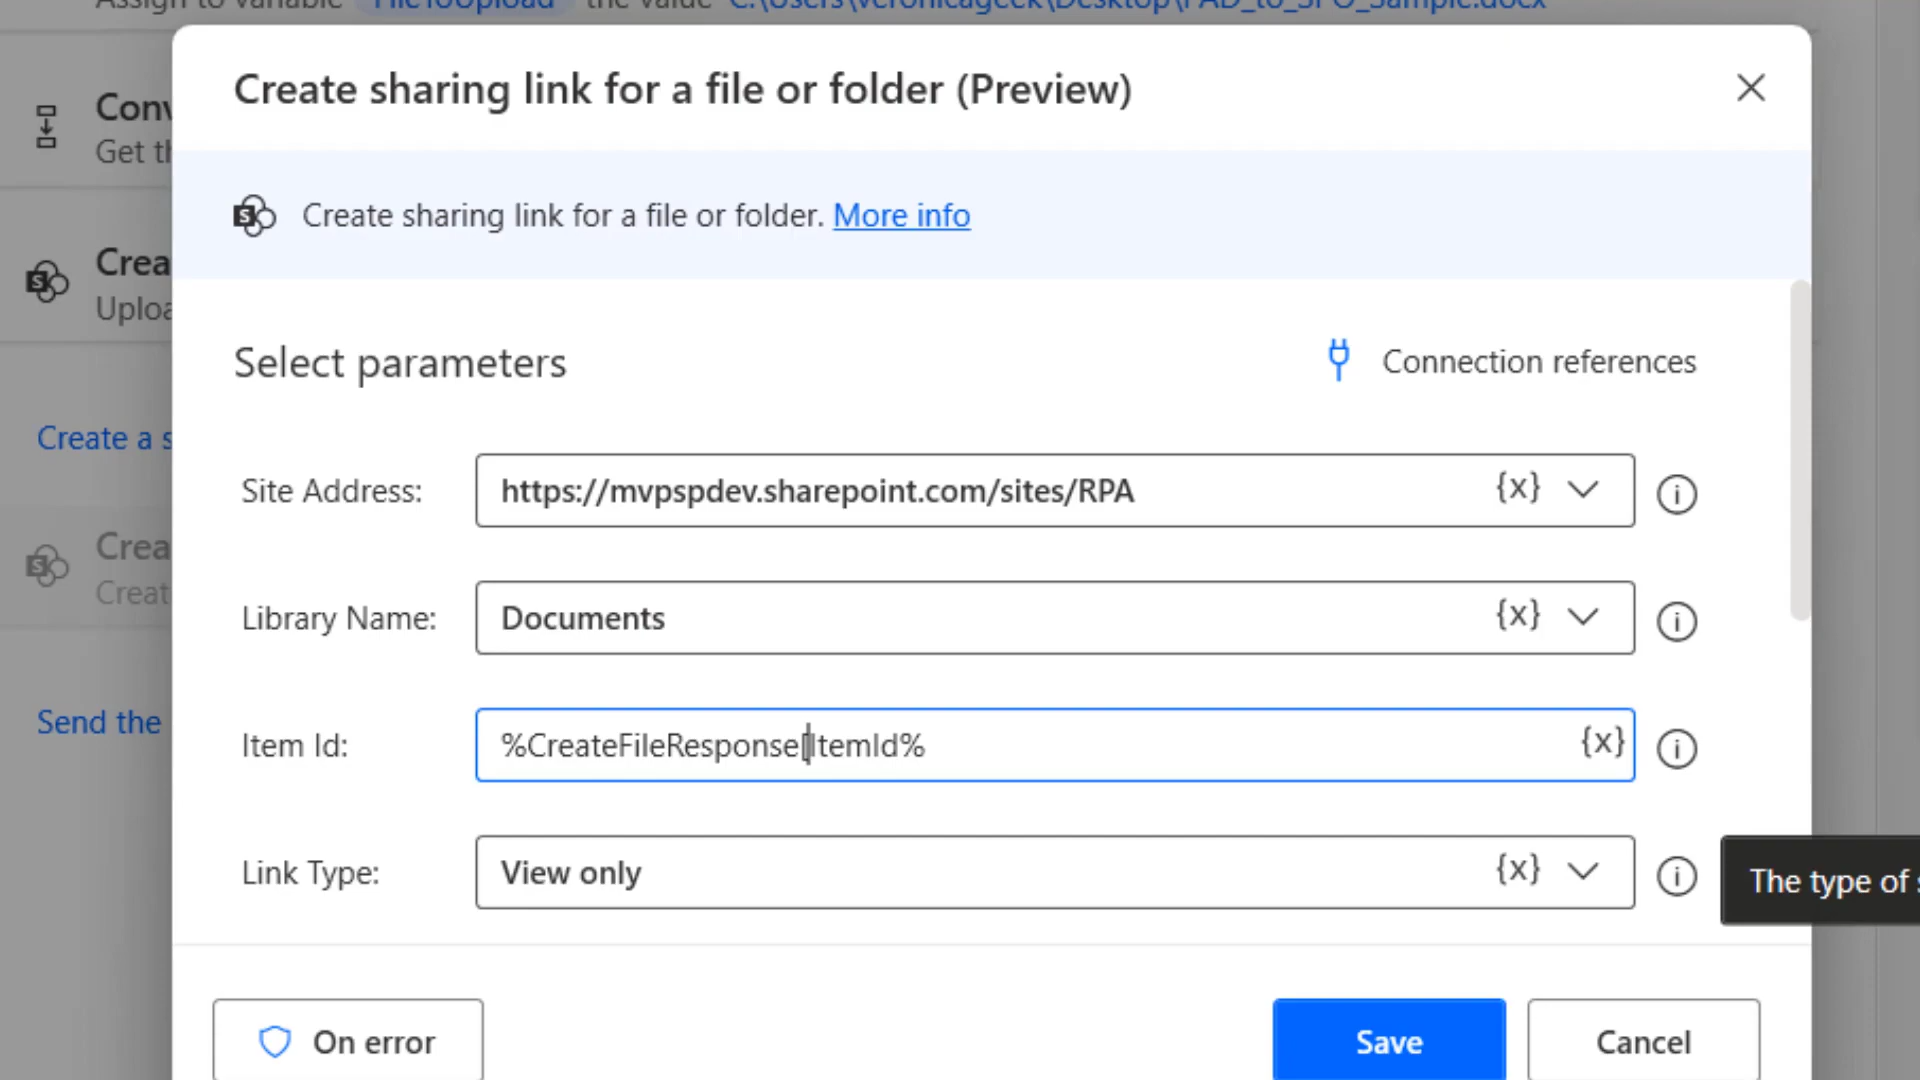 Assign to variable FileToUpload the value C:\Users\veronicageek\Desktop\PAD_to_SPO_Sample.docx
Create sharing link for a file or folder (Preview)
Conv
Get th
Create sharing link for a file or folder. More info
Crea
Uploa
Select parameters
Connection references
Create a s
Site Address:
https://mvpspdev.sharepoint.com/sites/RPA
{x}
Crea
Creat
Library Name:
Documents
{x}
Send the
Item Id:
%CreateFileResponse[ItemId%
{x}
Link Type:
View only
{x}
The type of s
On error
Save
Cancel